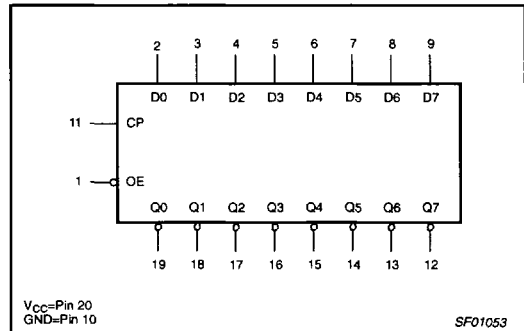 2 3 4 5 6 7 8 9
D0 D1 D2 D3 D4 D5 D6 D7
11 CP
1 OE
Q0 Q1 Q2 Q3 Q4 Q5 Q6 Q7
19 18 17 16 15 14 13 12
VCC=Pin 20
GND=Pin 10
SF01053